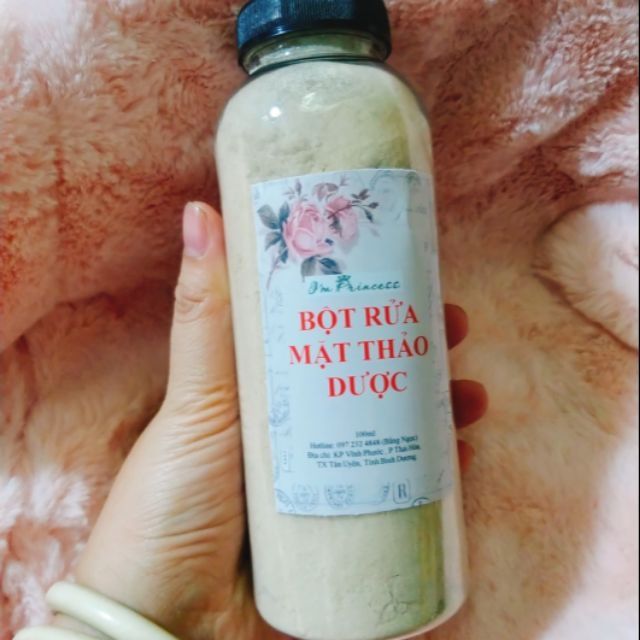 I'm Princess
BỘT RỬA
MẶT THẢO
DƯỢC
100ml
Hotline: 097 232 4848 (Băng Ngọc)
Địa chỉ: KP Vĩnh Phước , P Thái Hòa,
TX Tân Uyên, Tỉnh Bình Dương.
R